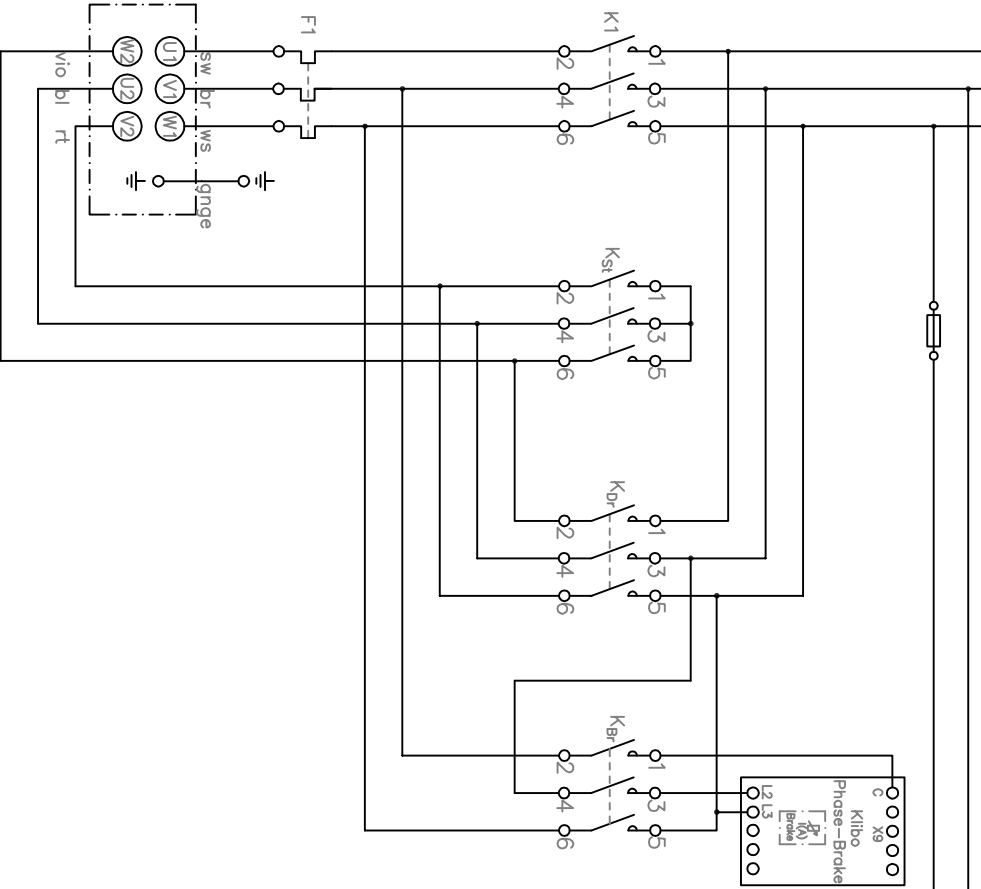 F1
K1
W2 U1 sw
vio
U2 V1 br
bl
V2 W1 ws
rt
gnge
2 1
4 3
6 5
KSt
2 1
4 3
6 5
KDr
2 1
4 3
6 5
KBr
2 1
4 3
6 5
C
X9
Klibo
Phase-Brake
I(A)
Brake
L2 L3